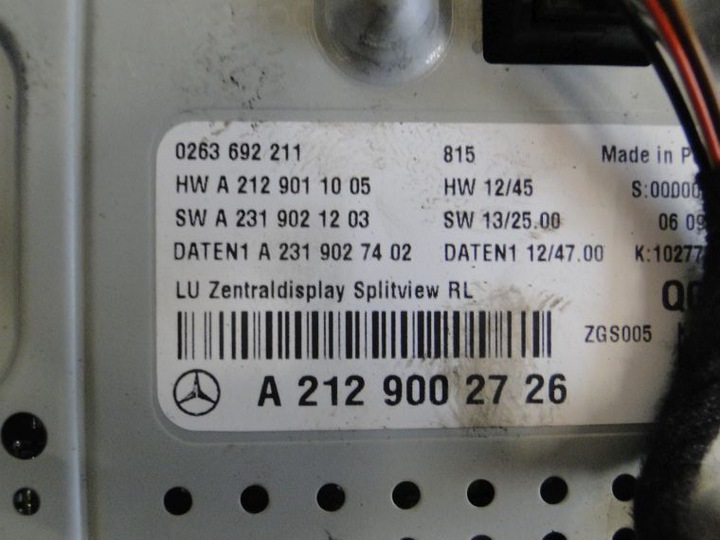 0263 692 211 815 Made in
HW A 212 901 10 05 HW 12/45
SW A 231 902 12 03 SW 13/25.00 06 09
DATEN1 A 231 902 74 02 DATEN1 12/47.00
LU Zentraldisplay Splitview RL
ZGS005
A 212 900 27 26